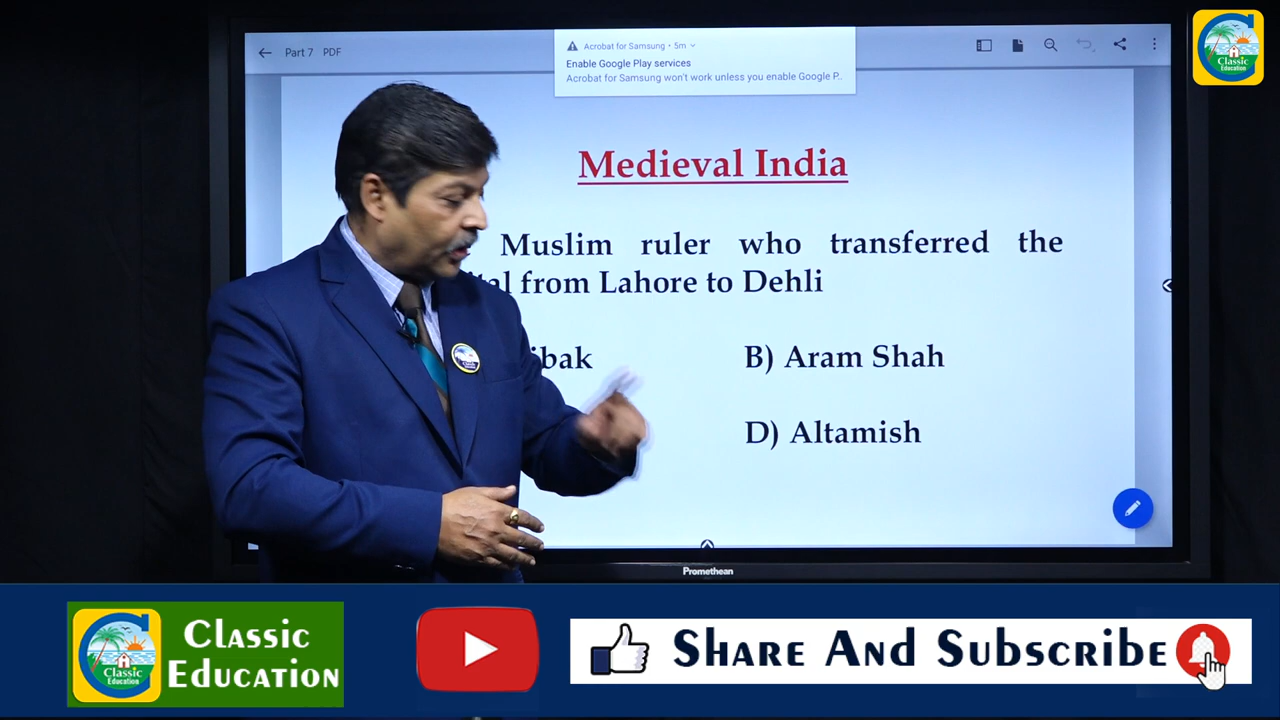 Part 7 PDF
Acrobat for Samsung • 5m
Enable Google Play services
Acrobat for Samsung won't work unless you enable Google P..
Classic
Education
Medieval India
Muslim ruler who transferred the
from Lahore to Dehli
B) Aram Shah
D) Altamish
Promethean
Classic
Education
Classic
Education
Share And Subscribe